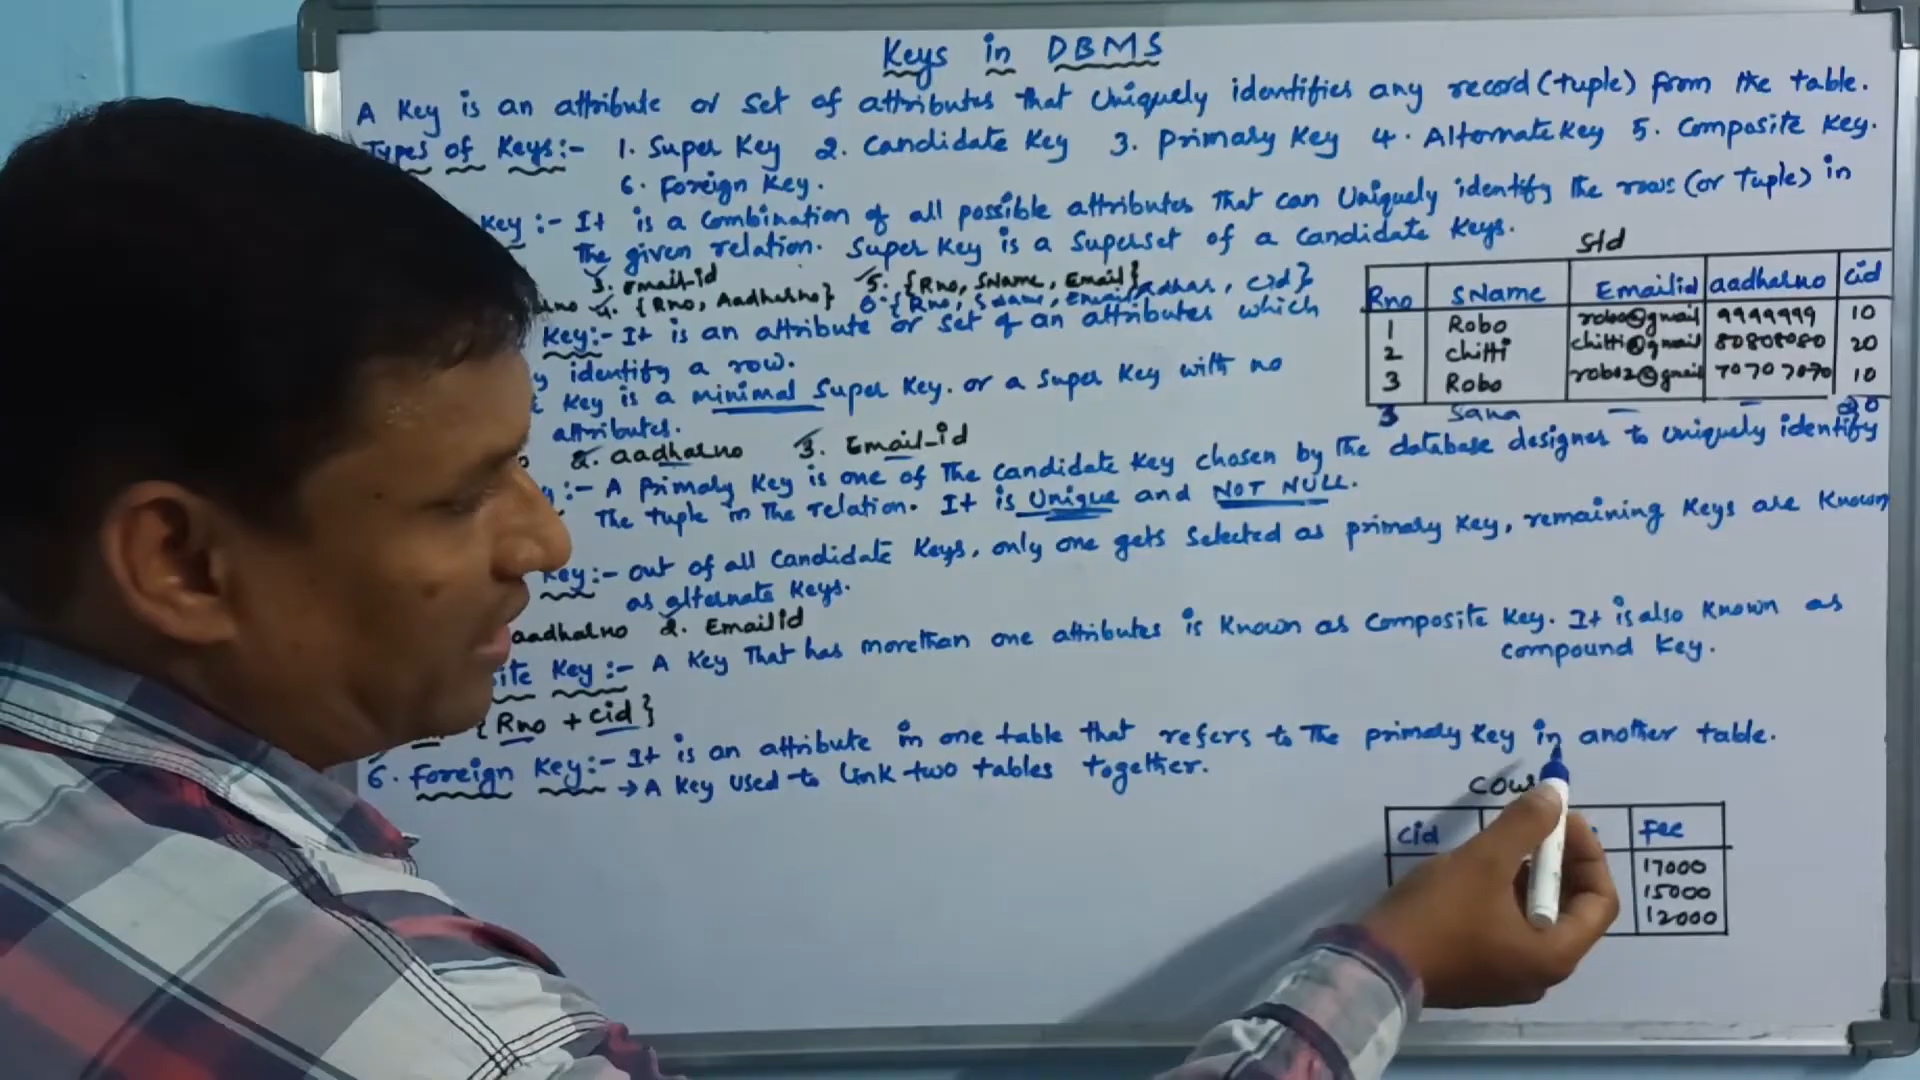 Keys in DBMS
A Key is an attribute or set of attributes that Uniquely identifies any record (tuple) from the table.
Types of Keys:- 1. Super Key 2. Candidate Key 3. Primary Key 4. Alternate Key 5. Composite Key.
6. Foreign Key.
Key :- It is a Combination of all possible attributes that can Uniquely identify the rows (or Tuple) in
the given relation. Super Key is a Superset of a Candidate Keys.
3. Email-id 5. {Rno, SName, Email}
4. {Rno, Aadharno} 6. {Rno, Sname, Email, Aadhar, Cid}
Key:- It is an attribute or set of an attributes which
identify a row.
Key is a minimal Super Key. or a Super Key with no
attributes.
2. aadharno 3. Email-id
:- A Primary Key is one of the Candidate Key chosen by the database designer to uniquely identify
The tuple in the relation. It is Unique and NOT NULL.
Key:- out of all Candidate Keys, only one gets Selected as primary Key, remaining Keys are Known
as alternate Keys.
aadharno 2. Emailid
Key :- A Key that has morethan one attributes is Known as Composite Key. It is also Known as
compound Key.
{Rno + Cid}
6. Foreign Key:- It is an attribute in one table that refers to the primary Key in another table.
→ A Key used to link two tables together.
Std
Rno SName Emailid aadharno Cid
1 Robo robo@gmail 9999999 10
2 chitti chitti@gmail 80808080 20
3 Robo robo2@gmail 70707070 10
3 Sana — — 20
Cid Fee
17000
15000
12000